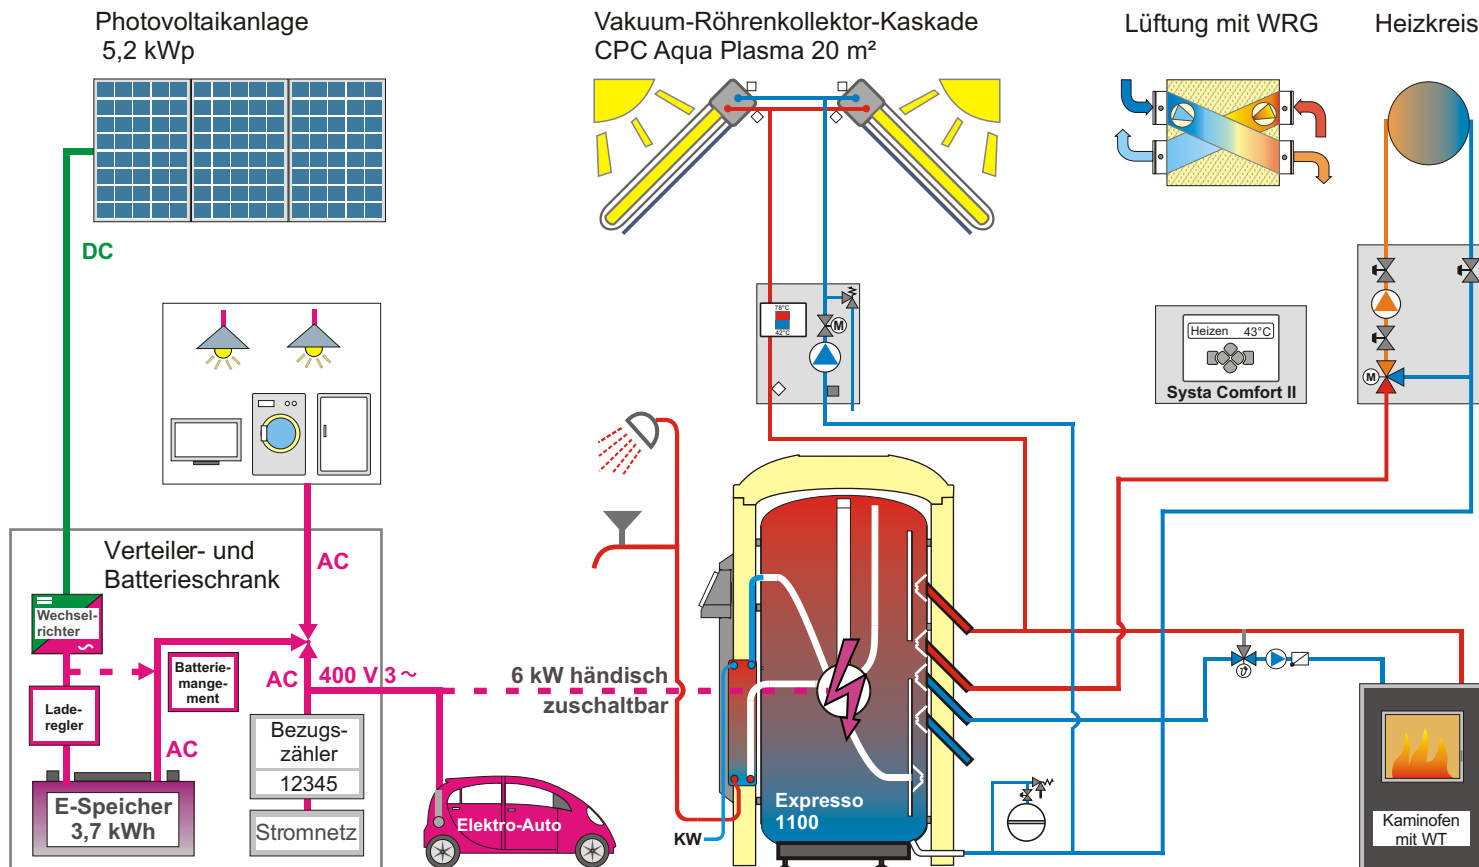 Photovoltaikanlage
5,2 kWp
Vakuum-Röhrenkollektor-Kaskade
CPC Aqua Plasma 20 m²
Lüftung mit WRG
Heizkreis
DC
78°C
42°C
M
Heizen 43°C
Systa Comfort II
M
Verteiler- und
Batterieschrank
AC
Wechsel-
richter
Batterie-
mange-
ment
AC
400 V 3 ~
6 kW händisch
zuschaltbar
Lade-
regler
AC
Bezugs-
zähler
12345
E-Speicher
3,7 kWh
Stromnetz
Elektro-Auto
KW
Expresso
1100
ϑ
Kaminofen
mit WT